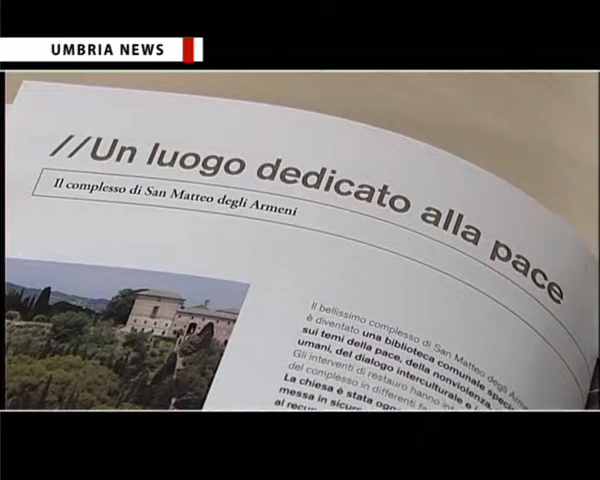 UMBRIA NEWS
//Un luogo dedicato alla pace
Il complesso di San Matteo degli Armeni
Il bellissimo complesso di San Matteo degli
è diventato una biblioteca comunale
sui temi della pace, della nonviolenza,
umani, del dialogo interculturale e
Gli interventi di restauro hanno
del complesso in differenti
La chiesa è stata
messa in
al